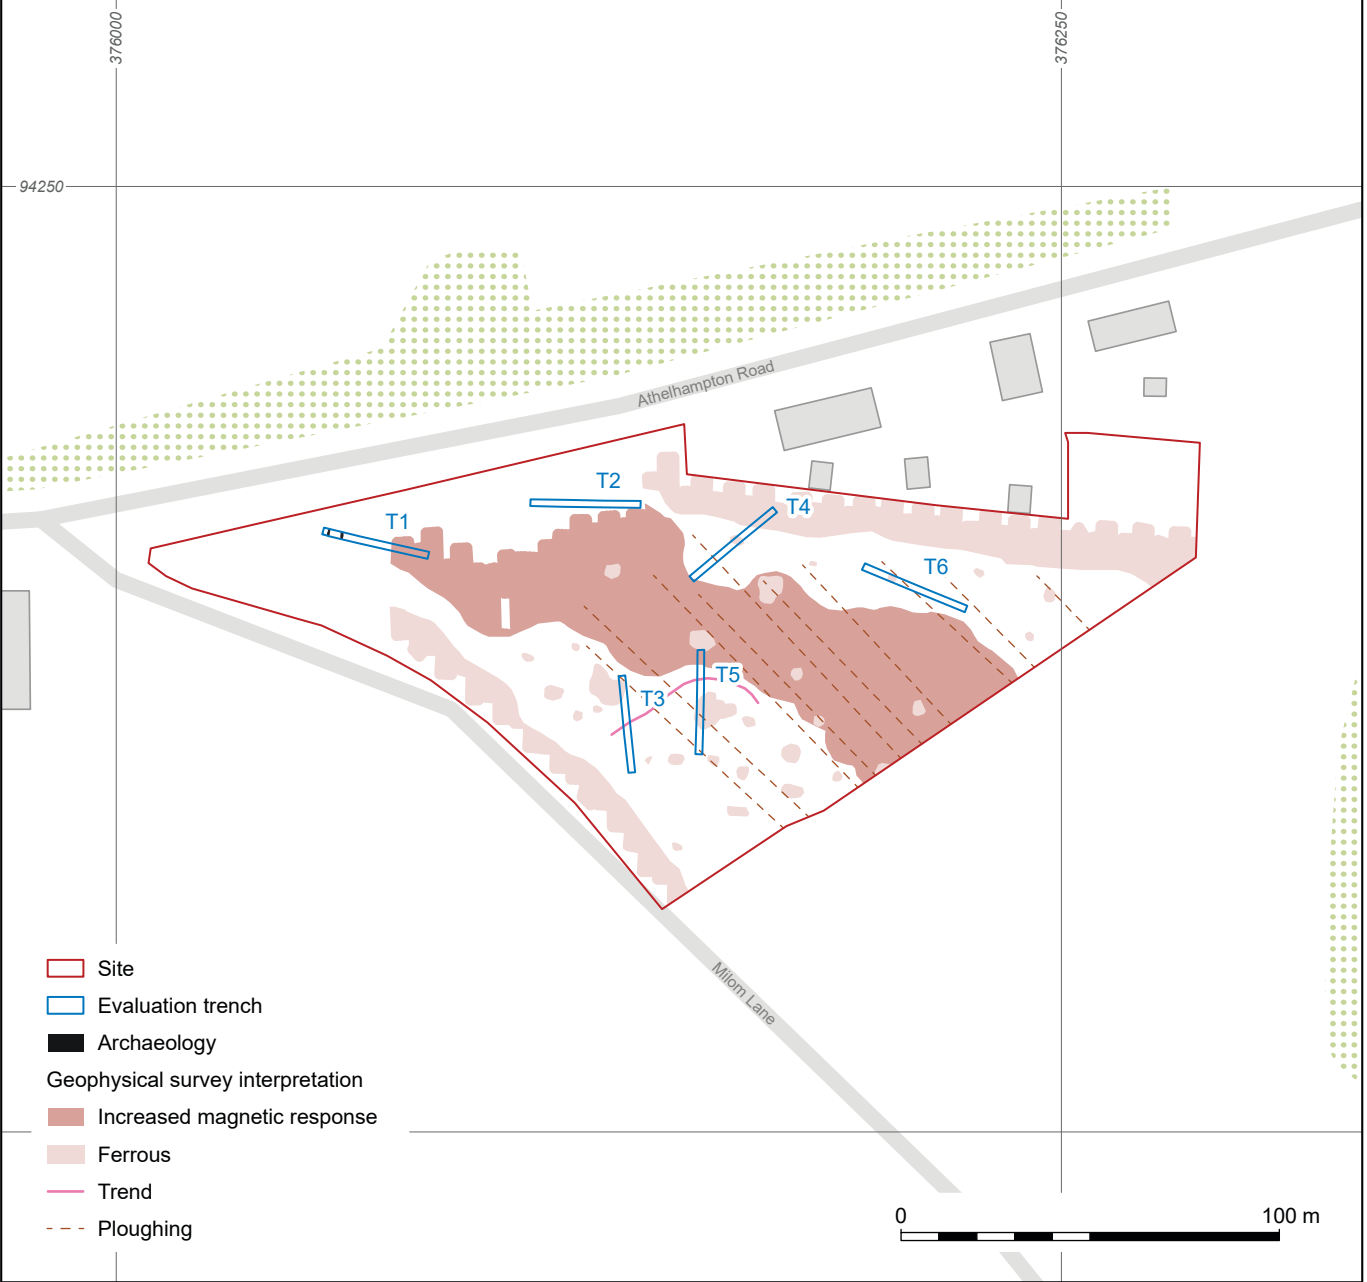 376000
376250
94250
Athelhampton Road
T2
T4
T1
T6
T5
T3
Milom Lane
Site
Evaluation trench
Archaeology
Geophysical survey interpretation
Increased magnetic response
Ferrous
Trend
Ploughing
0
100 m